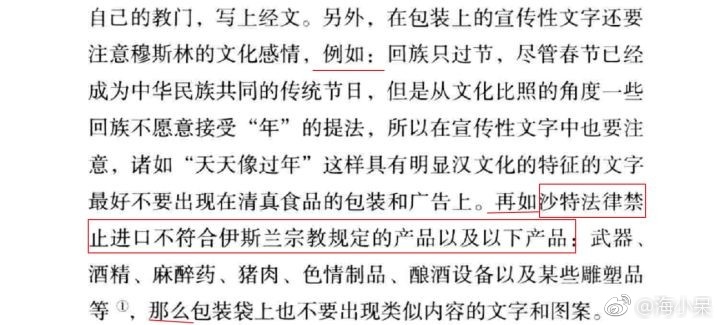 自己的教门，写上经文。另外，在包装上的宣传性文字还要
注意穆斯林的文化感情，例如：回族只过节，尽管春节已经
成为中华民族共同的传统节日，但是从文化比照的角度一些
回族不愿意接受“年”的提法，所以在宣传性文字中也要注
意，诸如“天天像过年”这样具有明显汉文化的特征的文字
最好不要出现在清真食品的包装和广告上。再如沙特法律禁
止进口不符合伊斯兰宗教规定的产品以及以下产品：武器、
酒精、麻醉药、猪肉、色情制品、酿酒设备以及某些雕塑品
等①，那么包装袋上也不要出现类似内容的文字和图案。
@海小呆